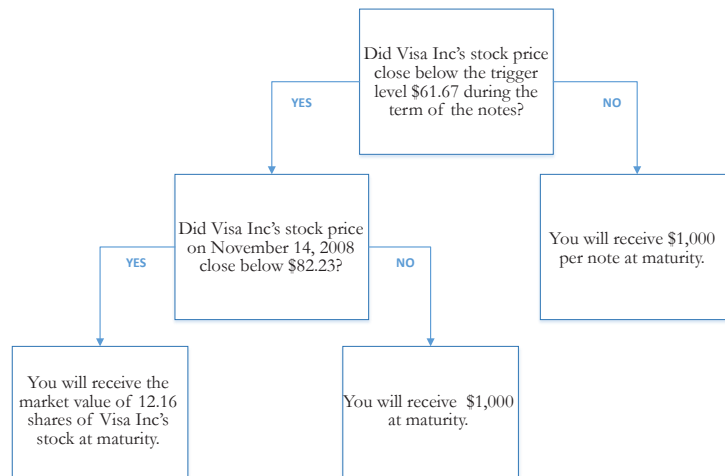 Did Visa Inc's stock price
close below the trigger
level $61.67 during the
term of the notes?
YES
NO
Did Visa Inc's stock price
on November 14, 2008
close below $82.23?
You will receive $1,000
per note at maturity.
YES
NO
You will receive the
market value of 12.16
shares of Visa Inc's
stock at maturity.
You will receive $1,000
at maturity.